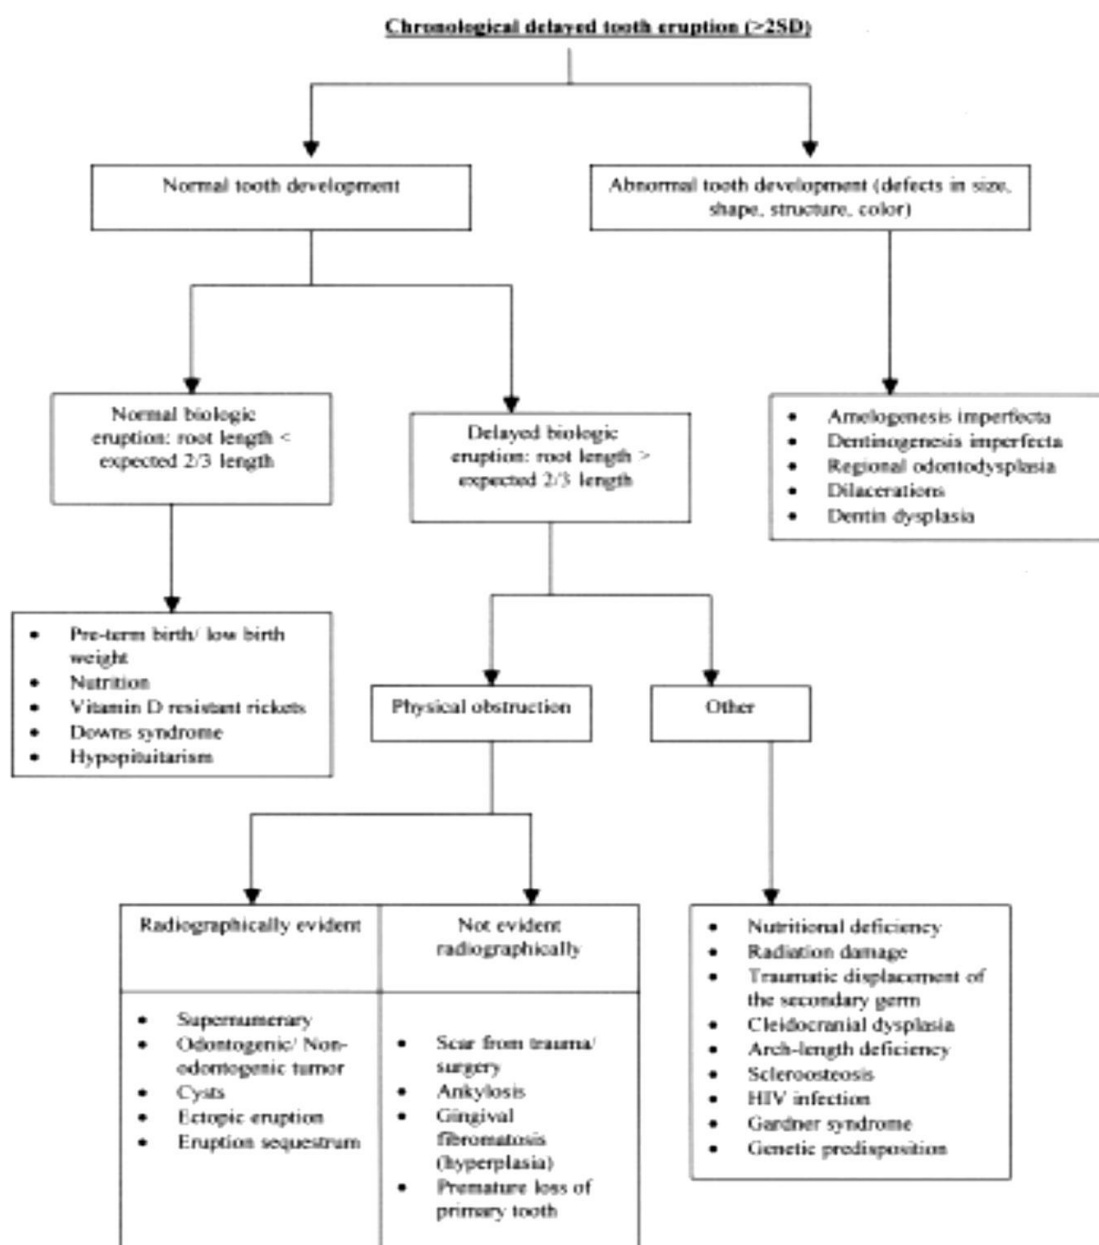 Chronological delayed tooth eruption (>2SD)
Normal tooth development
Abnormal tooth development (defects in size,
shape, structure, color)
Normal biologic
eruption: root length <
expected 2/3 length
Delayed biologic
eruption: root length >
expected 2/3 length
• Amelogenesis imperfecta
• Dentinogenesis imperfecta
• Regional odontodysplasia
• Dilacerations
• Dentin dysplasia
• Pre-term birth/ low birth
weight
• Nutrition
• Vitamin D resistant rickets
• Downs syndrome
• Hypopituitarism
Physical obstruction
Other
Radiographically evident
Not evident
radiographically
• Supernumerary
• Odontogenic/ Non-
odontogenic tumor
• Cysts
• Ectopic eruption
• Eruption sequestrum
• Scar from trauma/
surgery
• Ankylosis
• Gingival
fibromatosis
(hyperplasia)
• Premature loss of
primary tooth
• Nutritional deficiency
• Radiation damage
• Traumatic displacement of
the secondary germ
• Cleidocranial dysplasia
• Arch-length deficiency
• Scleroosteosis
• HIV infection
• Gardner syndrome
• Genetic predisposition